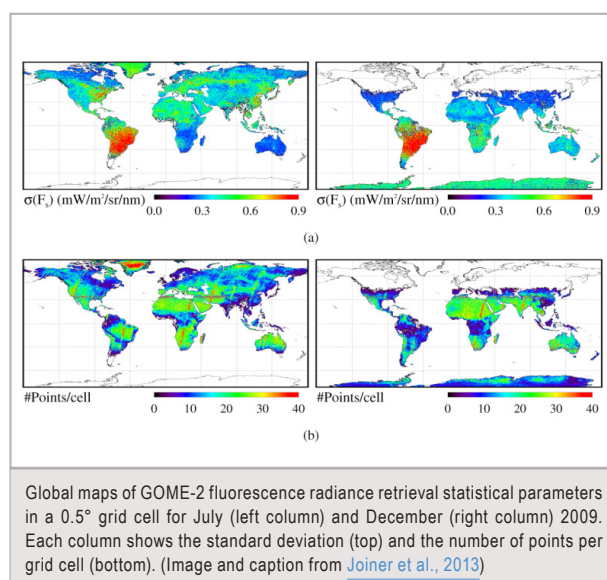 σ(Fs) (mW/m²/sr/nm) 0.0 0.3 0.6 0.9 σ(Fs) (mW/m²/sr/nm) 0.0 0.3 0.6 0.9
(a)
#Points/cell 0 10 20 30 40 #Points/cell 0 10 20 30 40
(b)
Global maps of GOME-2 fluorescence radiance retrieval statistical parameters
in a 0.5° grid cell for July (left column) and December (right column) 2009.
Each column shows the standard deviation (top) and the number of points per
grid cell (bottom). (Image and caption from Joiner et al., 2013)